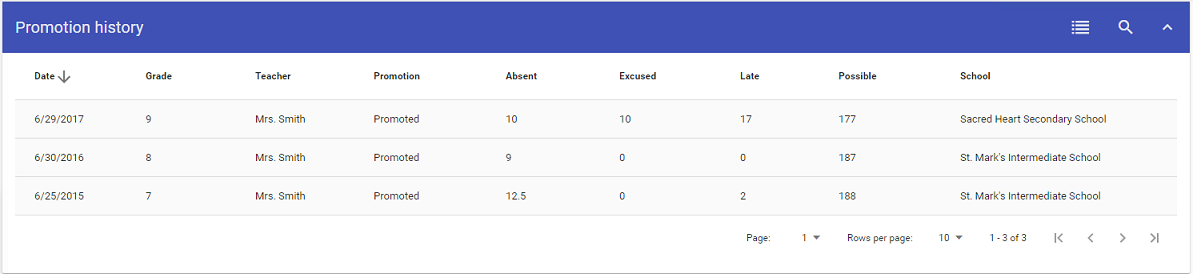 Promotion history
Date Grade Teacher Promotion Absent Excused Late Possible School
6/29/2017 9 Mrs. Smith Promoted 10 10 17 177 Sacred Heart Secondary School
6/30/2016 8 Mrs. Smith Promoted 9 0 0 187 St. Mark's Intermediate School
6/25/2015 7 Mrs. Smith Promoted 12.5 0 2 188 St. Mark's Intermediate School
Page: 1 Rows per page: 10 1 - 3 of 3